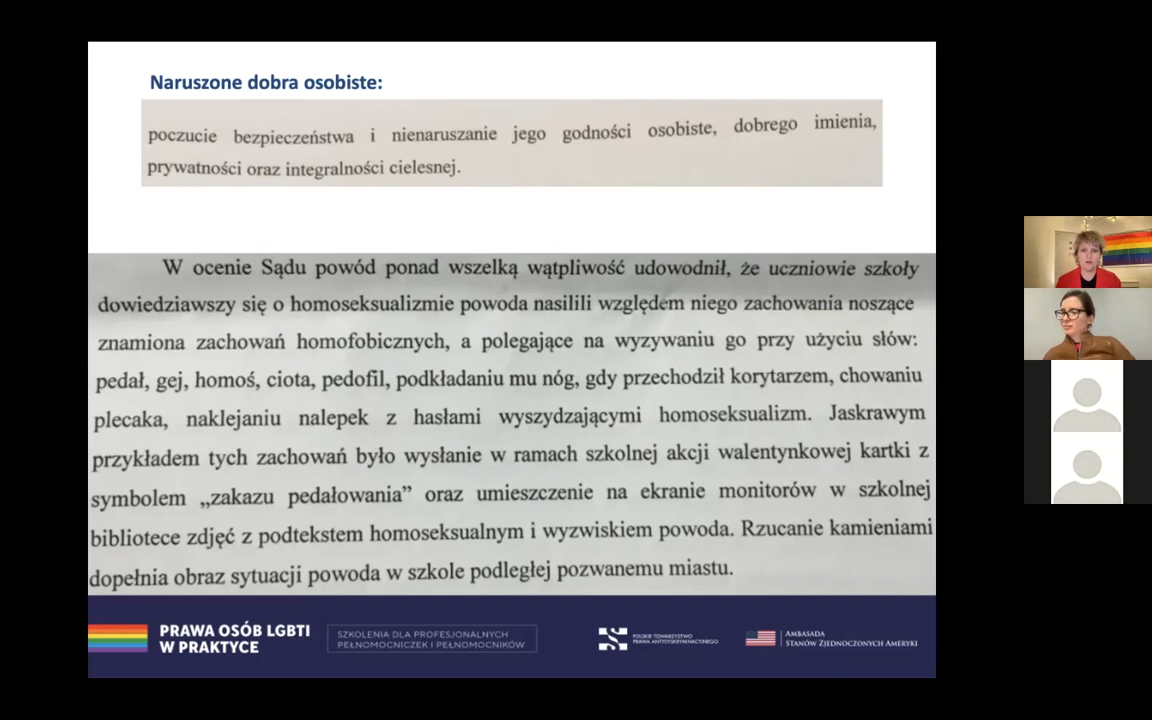 Naruszone dobra osobiste:
poczucie bezpieczeństwa i nienaruszanie jego godności osobiste, dobrego imienia,
prywatności oraz integralności cielesnej.
W ocenie Sądu powód ponad wszelką wątpliwość udowodnił, że uczniowie szkoły
dowiedziawszy się o homoseksualizmie powoda nasilili względem niego zachowania noszące
znamiona zachowań homofobicznych, a polegające na wyzywaniu go przy użyciu słów:
pedał, gej, homoś, ciota, pedofil, podkładaniu mu nóg, gdy przechodził korytarzem, chowaniu
plecaka, naklejaniu nalepek z hasłami wyszydzającymi homoseksualizm. Jaskrawym
przykładem tych zachowań było wysłanie w ramach szkolnej akcji walentynkowej kartki z
symbolem „zakazu pedałowania” oraz umieszczenie na ekranie monitorów w szkolnej
bibliotece zdjęć z podtekstem homoseksualnym i wyzwiskiem powoda. Rzucanie kamieniami
dopełnia obraz sytuacji powoda w szkole podległej pozwanemu miastu.
PRAWA OSÓB LGBTI
W PRAKTYCE
SZKOLENIA DLA PROFESJONALNYCH
PEŁNOMOCNICZEK I PEŁNOMOCNIKÓW
POLSKIE TOWARZYSTWO
PRAWA ANTYDYSKRYMINACYJNEGO
AMBASADA
STANÓW ZJEDNOCZONYCH AMERYKI